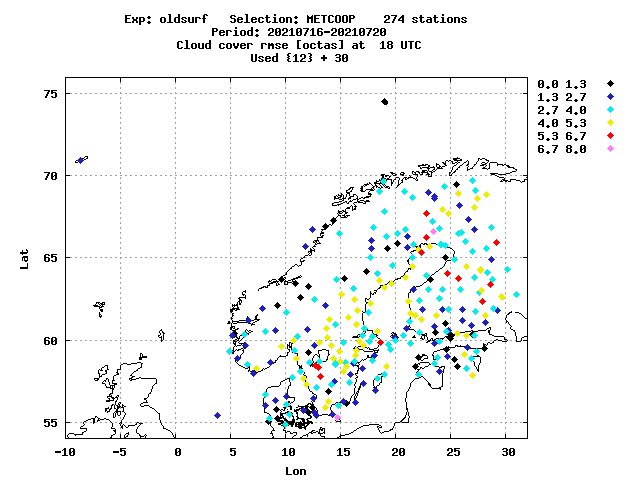 Exp: oldsurf   Selection: METCOOP    274 stations
Period: 20210716-20210720
Cloud cover rmse [octas] at  18 UTC
Used {12} + 30
0.0 1.3
1.3 2.7
2.7 4.0
4.0 5.3
5.3 6.7
6.7 8.0
75
70
65
60
55
Lat
-10 -5 0 5 10 15 20 25 30
Lon